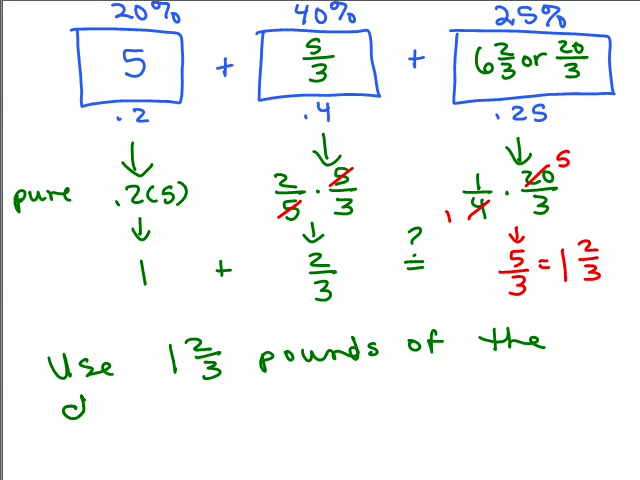 20% 40% 25%
5 + 5/3 + 6 2/3 or 20/3
.2 .4 .25
pure .2(5) 2/5 · 5/3 1/4 · 20/3 1 5
1 + 2/3 ≟ 5/3 = 1 2/3
Use 1 2/3 pounds of the
d